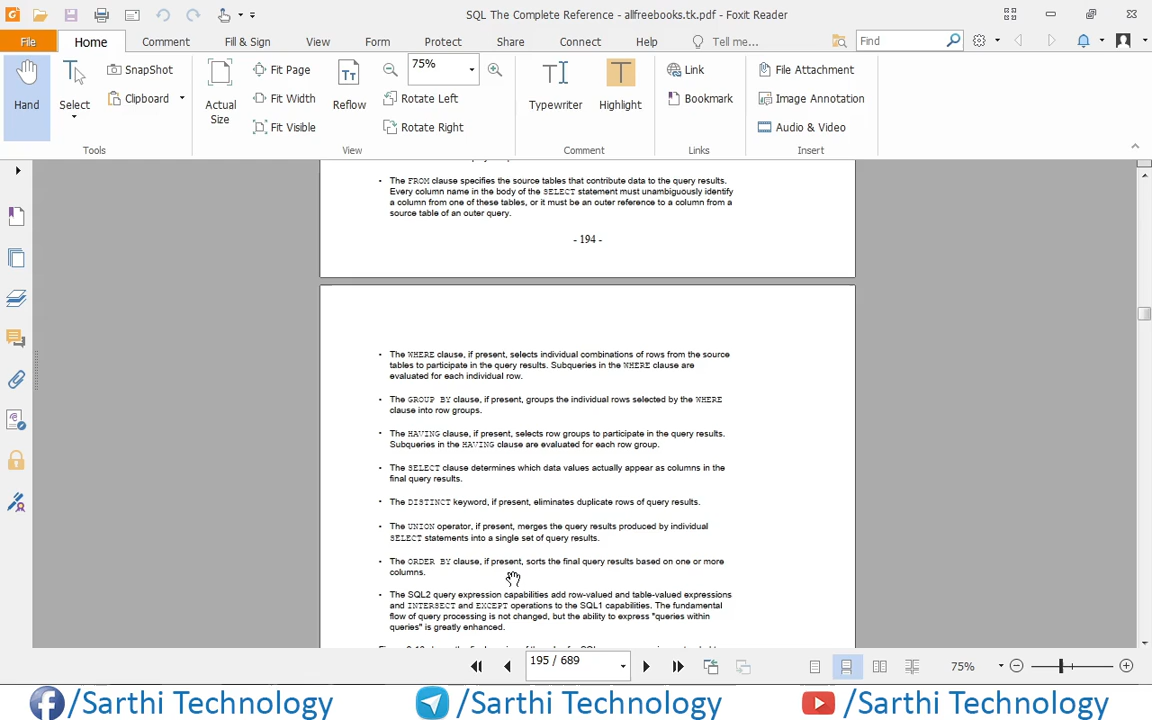 SQL The Complete Reference - allfreebooks.tk.pdf - Foxit Reader
File Home Comment Fill & Sign View Form Protect Share Connect Help Tell me... Find
Hand
Select
SnapShot
Clipboard
Tools
Actual Size
Fit Page
Fit Width
Fit Visible
Reflow
75%
Rotate Left
Rotate Right
View
Typewriter
Highlight
Comment
Link
Bookmark
Links
File Attachment
Image Annotation
Audio & Video
Insert
• The FROM clause specifies the source tables that contribute data to the query results.
Every column name in the body of the SELECT statement must unambiguously identify
a column from one of these tables, or it must be an outer reference to a column from a
source table of an outer query.
- 194 -
• The WHERE clause, if present, selects individual combinations of rows from the source
tables to participate in the query results. Subqueries in the WHERE clause are
evaluated for each individual row.
• The GROUP BY clause, if present, groups the individual rows selected by the WHERE
clause into row groups.
• The HAVING clause, if present, selects row groups to participate in the query results.
Subqueries in the HAVING clause are evaluated for each row group.
• The SELECT clause determines which data values actually appear as columns in the
final query results.
• The DISTINCT keyword, if present, eliminates duplicate rows of query results.
• The UNION operator, if present, merges the query results produced by individual
SELECT statements into a single set of query results.
• The ORDER BY clause, if present, sorts the final query results based on one or more
columns.
• The SQL2 query expression capabilities add row-valued and table-valued expressions
and INTERSECT and EXCEPT operations to the SQL1 capabilities. The fundamental
flow of query processing is not changed, but the ability to express "queries within
queries" is greatly enhanced.
195 / 689
75%
/Sarthi Technology /Sarthi Technology /Sarthi Technology